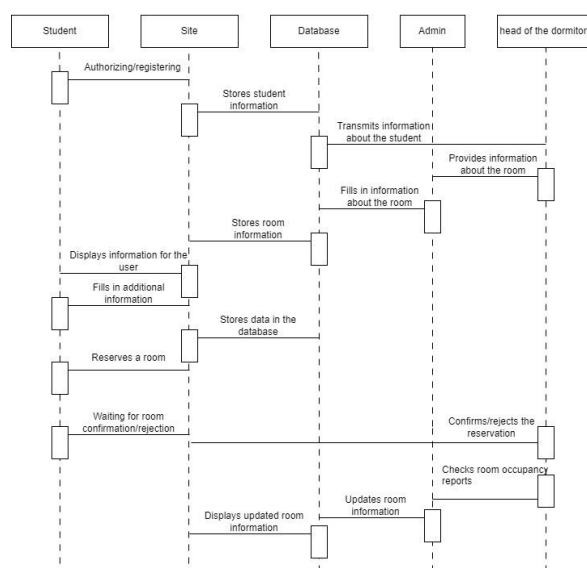 Student
Site
Database
Admin
head of the dormitory
Authorizing/registering
Stores student
information
Transmits information
about the student
Provides information
about the room
Fills in information
about the room
Stores room
information
Displays information for the
user
Fills in additional
information
Stores data in the
database
Reserves a room
Waiting for room
confirmation/rejection
Confirms/rejects the
reservation
Checks room occupancy
reports
Updates room
information
Displays updated room
information